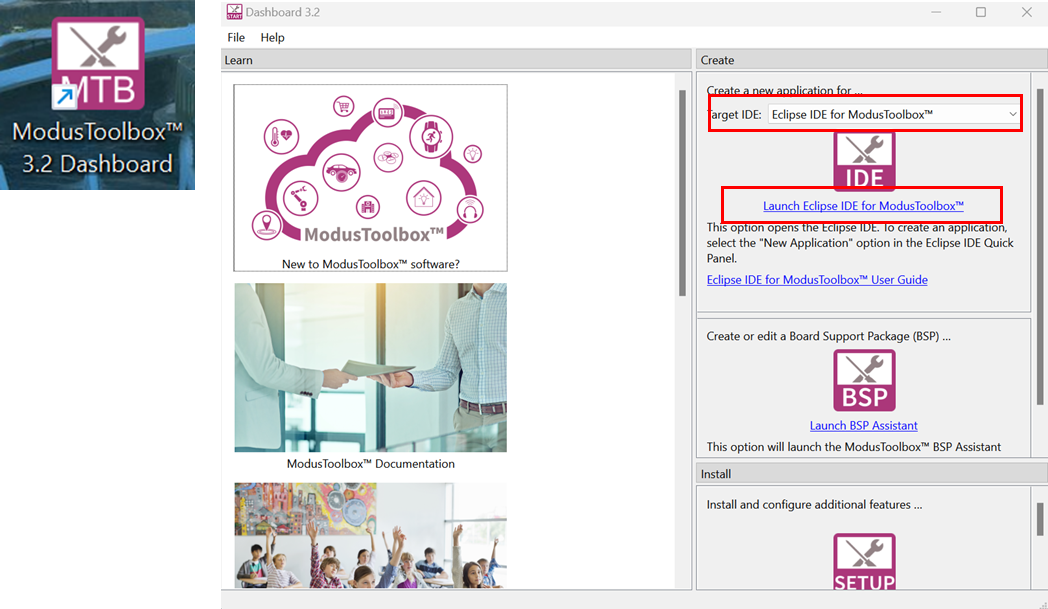 MTB
ModusToolbox™
3.2 Dashboard
START
Dashboard 3.2
File Help
Learn
ModusToolbox™
New to ModusToolbox™ software?
ModusToolbox™ Documentation
Create
Create a new application for ...
Target IDE: Eclipse IDE for ModusToolbox™
IDE
Launch Eclipse IDE for ModusToolbox™
This option opens the Eclipse IDE. To create an application,
select the "New Application" option in the Eclipse IDE Quick
Panel.
Eclipse IDE for ModusToolbox™ User Guide
Create or edit a Board Support Package (BSP) ...
BSP
Launch BSP Assistant
This option will launch the ModusToolbox™ BSP Assistant
Install
Install and configure additional features ...
SETUP